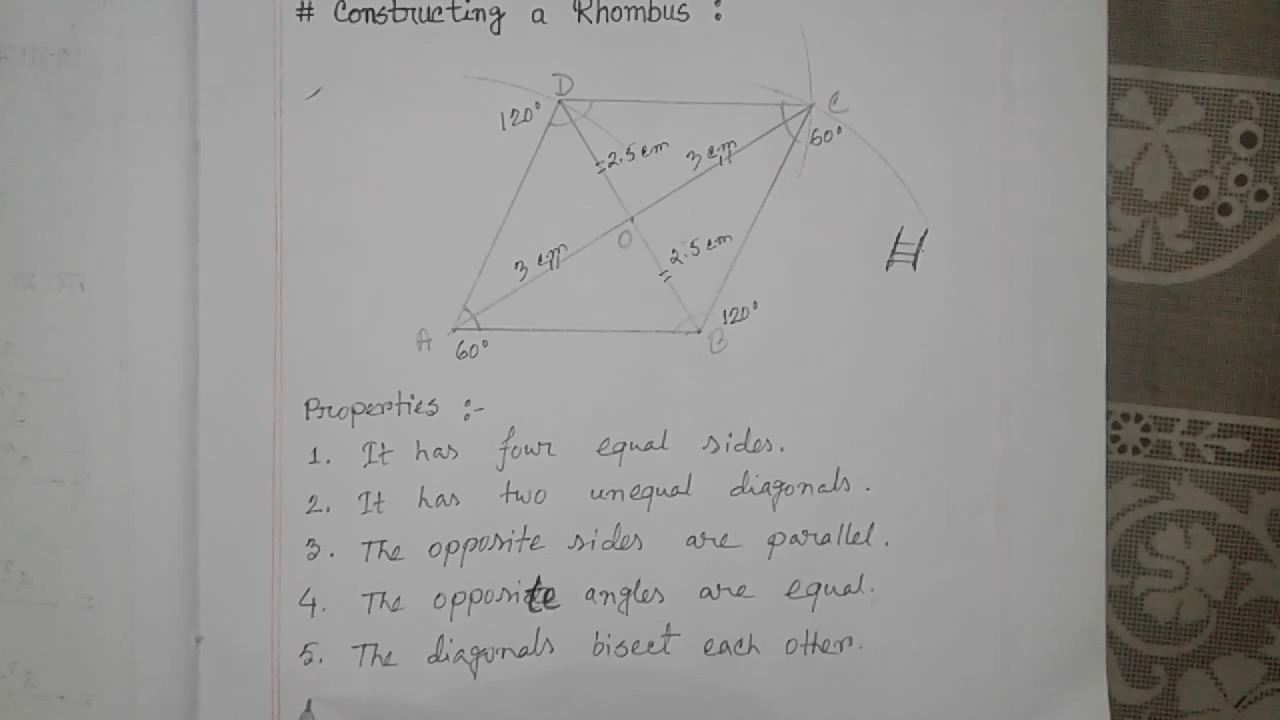 # Constructing a Rhombus :
D
C
120°
60°
2.5 cm
3 cm
O
3 cm
2.5 cm
A
60°
B
120°
Properties :-
1. It has four equal sides.
2. It has two unequal diagonals.
3. The opposite sides are parallel.
4. The opposite angles are equal.
5. The diagonals bisect each other.